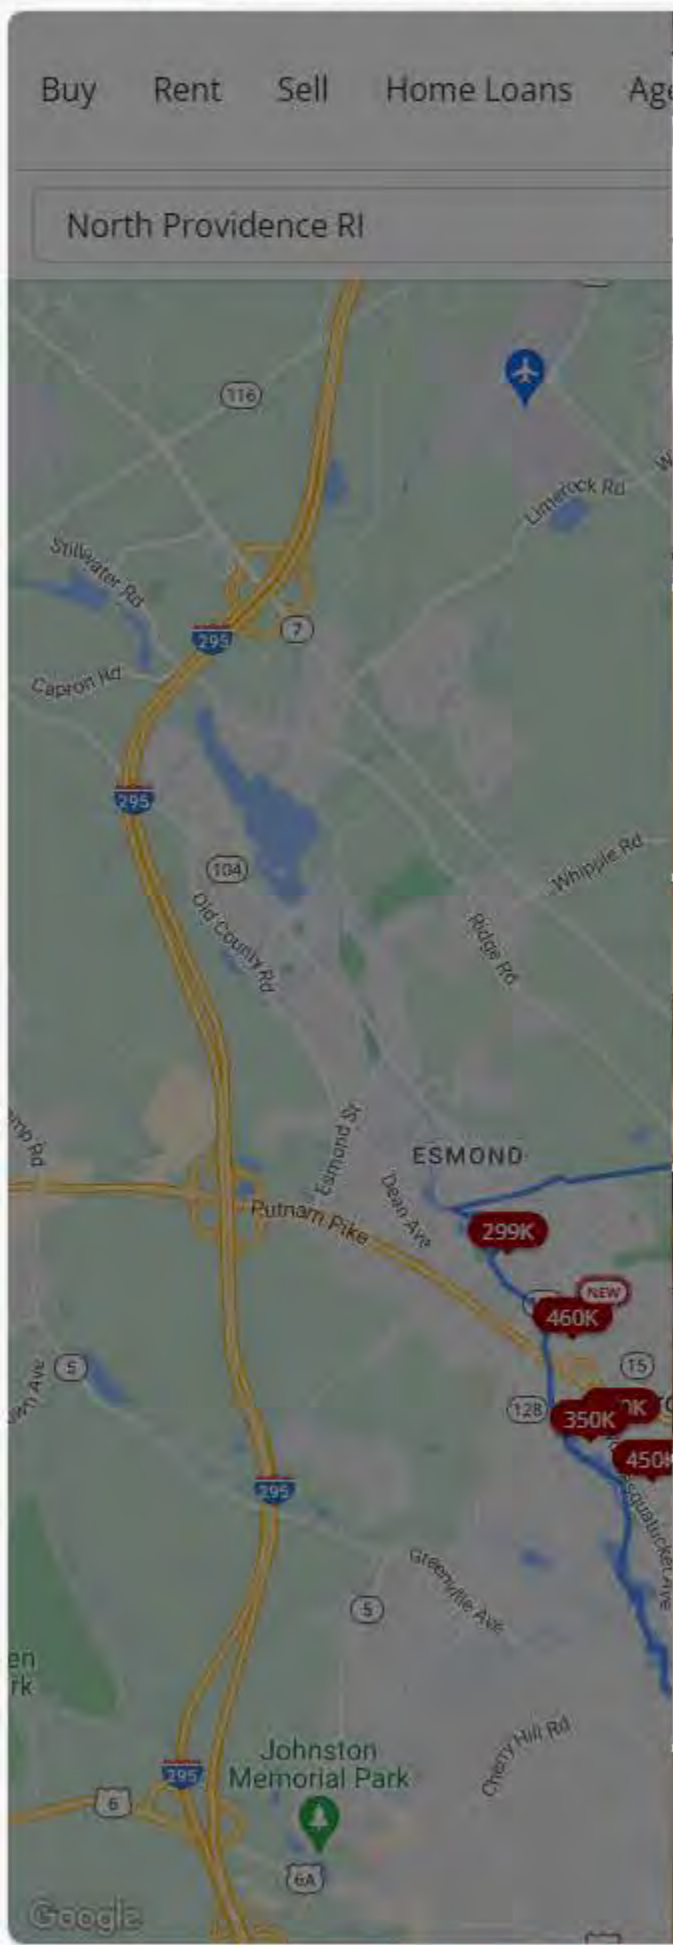 Buy Rent Sell Home Loans
North Providence RI
116
Limerock Rd
Stillwater Rd
295
7
Capron Rd
295
Whipple Rd
104
Old County Rd
Ridge Rd
Esmond St
ESMOND
Dean Ave
Putnam Pike
299K
NEW
460K
5
15
128
350K
450K
295
Greenville Ave
5
Cherry Hill Rd
Johnston
Memorial Park
295
6
6A
Google